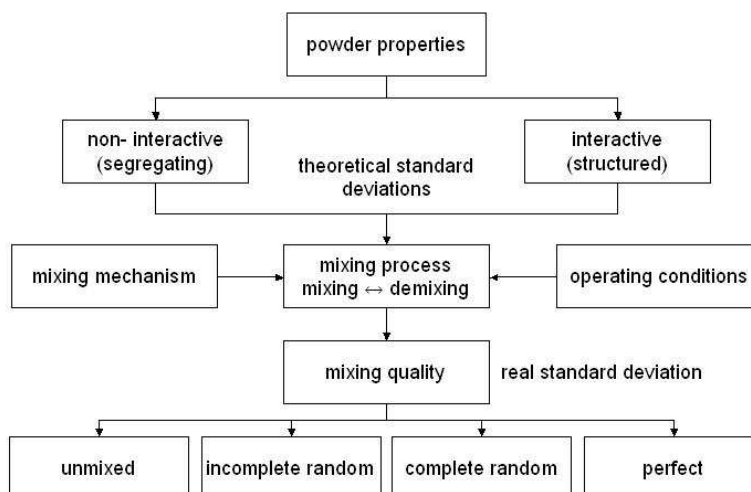 powder properties
non- interactive
(segregating)
interactive
(structured)
theoretical standard
deviations
mixing mechanism
mixing process
mixing ↔ demixing
operating conditions
mixing quality
real standard deviation
unmixed
incomplete random
complete random
perfect